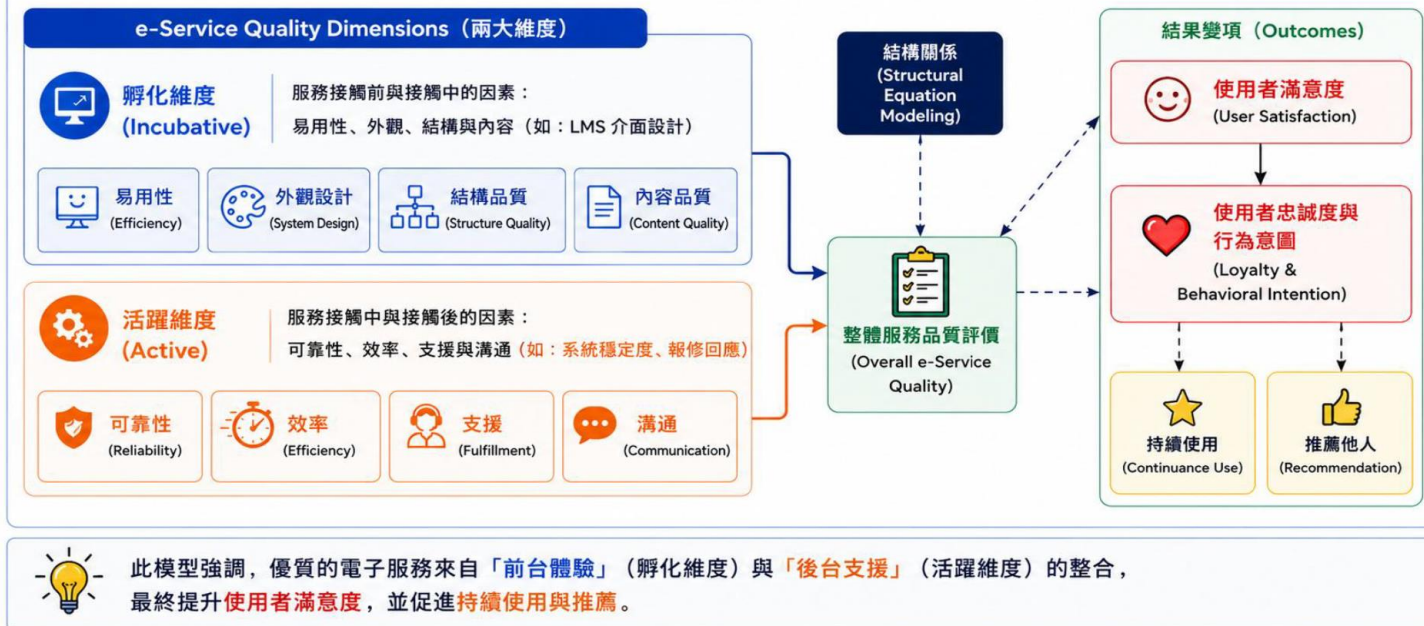 e-Service Quality Dimensions（兩大維度）
孵化維度
(Incubative)
服務接觸前與接觸中的因素：
易用性、外觀、結構與內容（如：LMS 介面設計）
易用性
(Efficiency)
外觀設計
(System Design)
結構品質
(Structure Quality)
內容品質
(Content Quality)
活躍維度
(Active)
服務接觸中與接觸後的因素：
可靠性、效率、支援與溝通（如：系統穩定度、報修回應）
可靠性
(Reliability)
效率
(Efficiency)
支援
(Fulfillment)
溝通
(Communication)
結構關係
(Structural
Equation
Modeling)
整體服務品質評價
(Overall e-Service
Quality)
結果變項（Outcomes）
使用者滿意度
(User Satisfaction)
使用者忠誠度與
行為意圖
(Loyalty &
Behavioral Intention)
持續使用
(Continuance Use)
推薦他人
(Recommendation)
此模型強調，優質的電子服務來自「前台體驗」（孵化維度）與「後台支援」（活躍維度）的整合，
最終提升使用者滿意度，並促進持續使用與推薦。